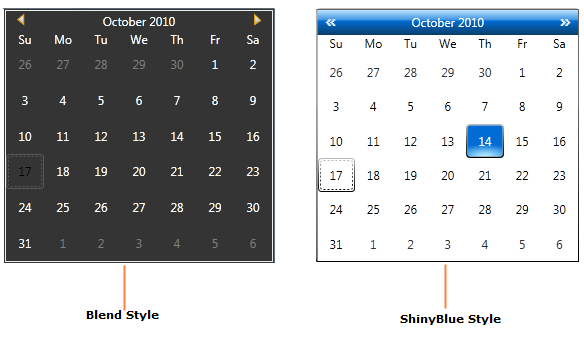 October 2010
Su Mo Tu We Th Fr Sa
26 27 28 29 30 1 2
3 4 5 6 7 8 9
10 11 12 13 14 15 16
17 18 19 20 21 22 23
24 25 26 27 28 29 30
31 1 2 3 4 5 6
Blend Style
« October 2010 »
Su Mo Tu We Th Fr Sa
26 27 28 29 30 1 2
3 4 5 6 7 8 9
10 11 12 13 14 15 16
17 18 19 20 21 22 23
24 25 26 27 28 29 30
31 1 2 3 4 5 6
ShinyBlue Style